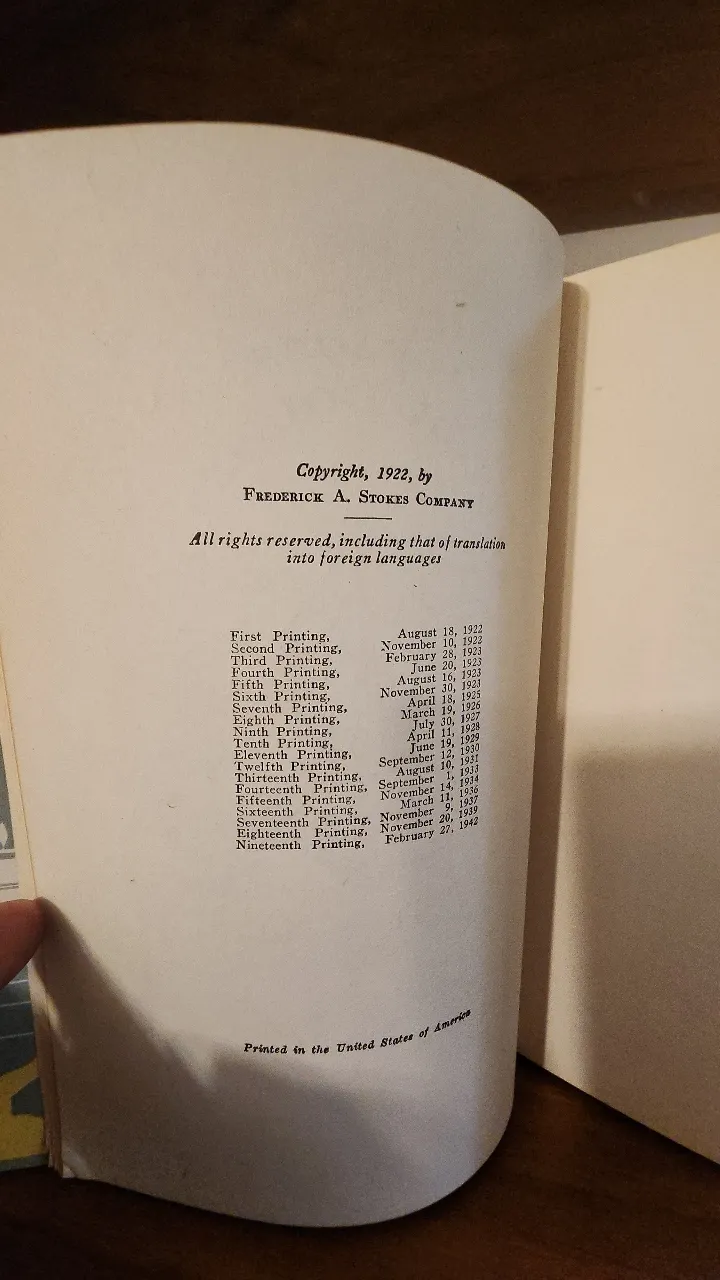 Copyright, 1922, by
FREDERICK A. STOKES COMPANY
All rights reserved, including that of translation
into foreign languages
First Printing, August 18, 1922
Second Printing, November 10, 1922
Third Printing, February 28, 1923
Fourth Printing, June 20, 1923
Fifth Printing, August 16, 1923
Sixth Printing, November 30, 1923
Seventh Printing, April 18, 1925
Eighth Printing, March 19, 1926
Ninth Printing, July 30, 1927
Tenth Printing, April 11, 1928
Eleventh Printing, June 19, 1929
Twelfth Printing, September 12, 1930
Thirteenth Printing, August 10, 1931
Fourteenth Printing, September 1, 1933
Fifteenth Printing, November 14, 1934
Sixteenth Printing, March 11, 1936
Seventeenth Printing, November 9, 1937
Eighteenth Printing, November 20, 1939
Nineteenth Printing, February 27, 1942
Printed in the United States of America